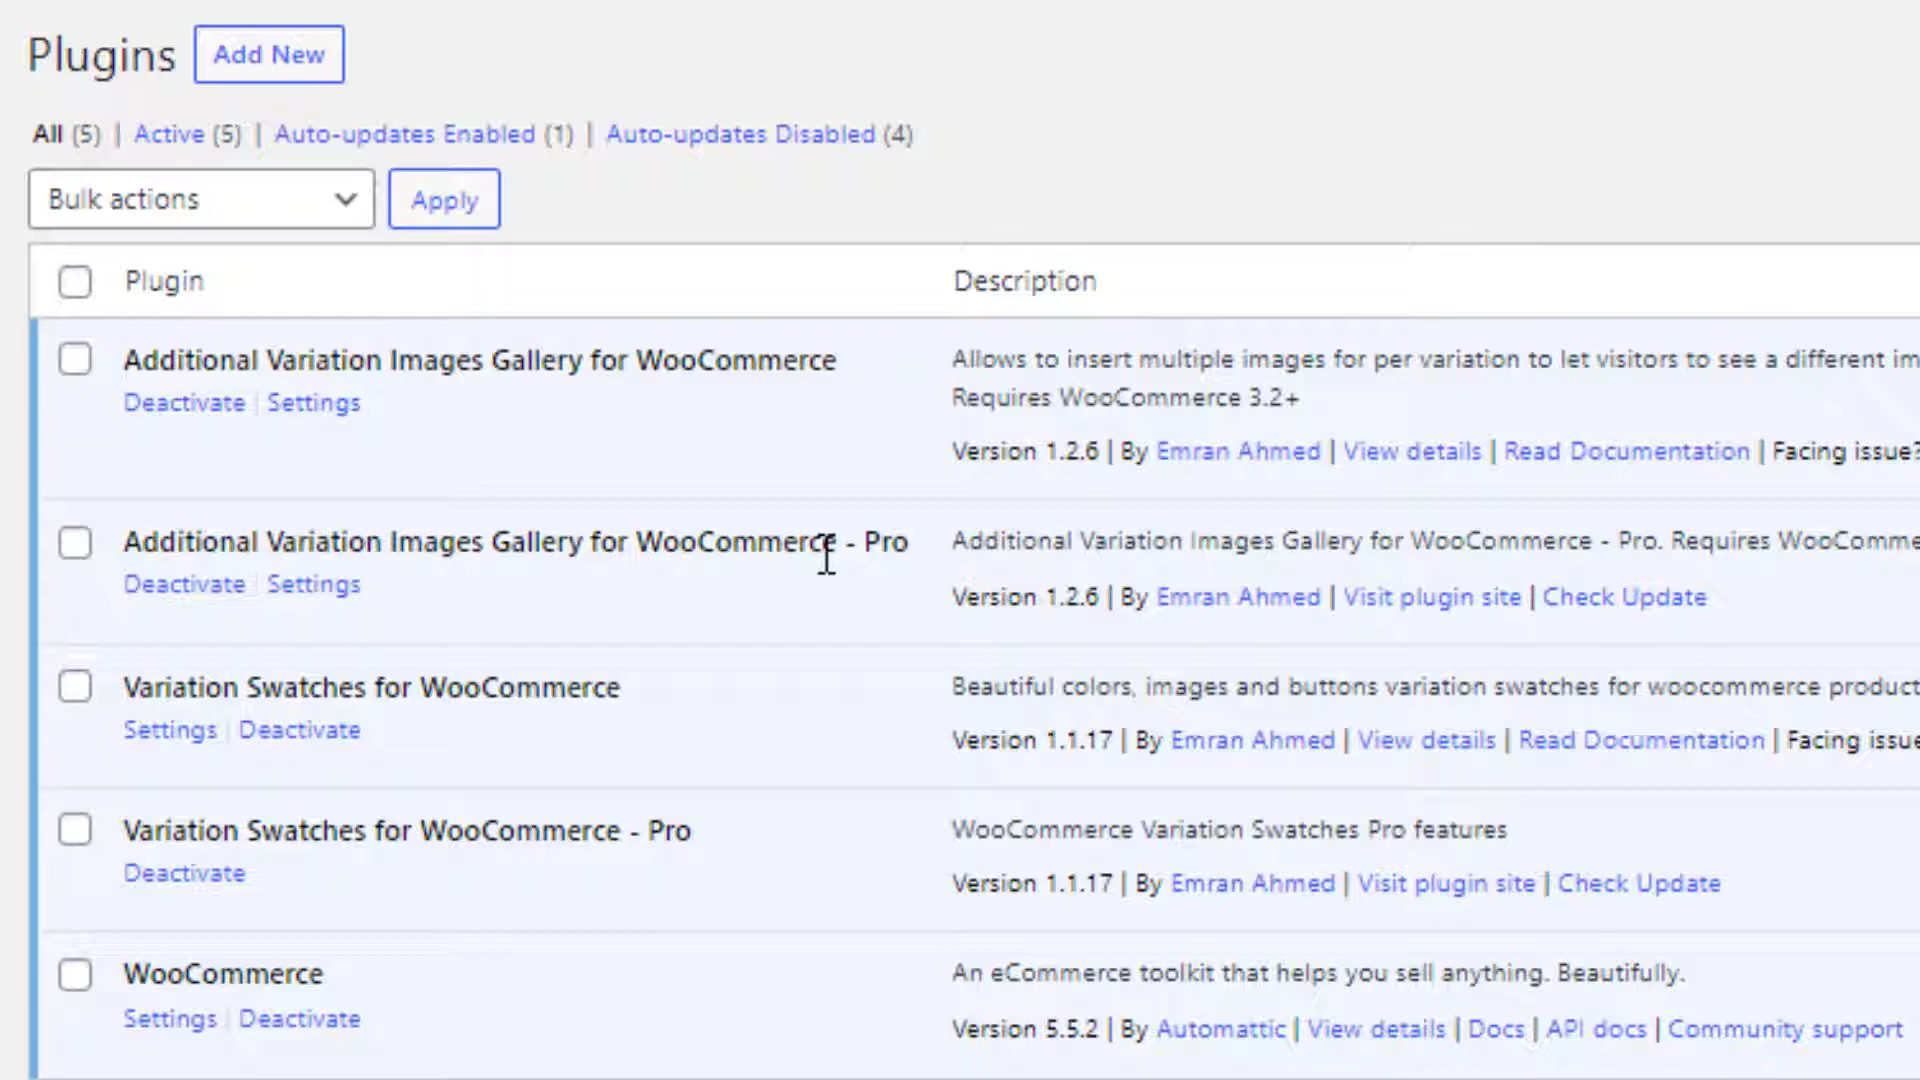 Plugins Add New
All (5) | Active (5) | Auto-updates Enabled (1) | Auto-updates Disabled (4)
Bulk actions Apply
Plugin Description
Additional Variation Images Gallery for WooCommerce
Deactivate | Settings
Allows to insert multiple images for per variation to let visitors to see a different
Requires WooCommerce 3.2+
Version 1.2.6 | By Emran Ahmed | View details | Read Documentation | Facing issue?
Additional Variation Images Gallery for WooCommerce - Pro
Deactivate | Settings
Additional Variation Images Gallery for WooCommerce - Pro. Requires
Version 1.2.6 | By Emran Ahmed | Visit plugin site | Check Update
Variation Swatches for WooCommerce
Settings | Deactivate
Beautiful colors, images and buttons variation swatches for woocommerce product
Version 1.1.17 | By Emran Ahmed | View details | Read Documentation | Facing issue
Variation Swatches for WooCommerce - Pro
Deactivate
WooCommerce Variation Swatches Pro features
Version 1.1.17 | By Emran Ahmed | Visit plugin site | Check Update
WooCommerce
Settings | Deactivate
An eCommerce toolkit that helps you sell anything. Beautifully.
Version 5.5.2 | By Automattic | View details | Docs | API docs | Community support